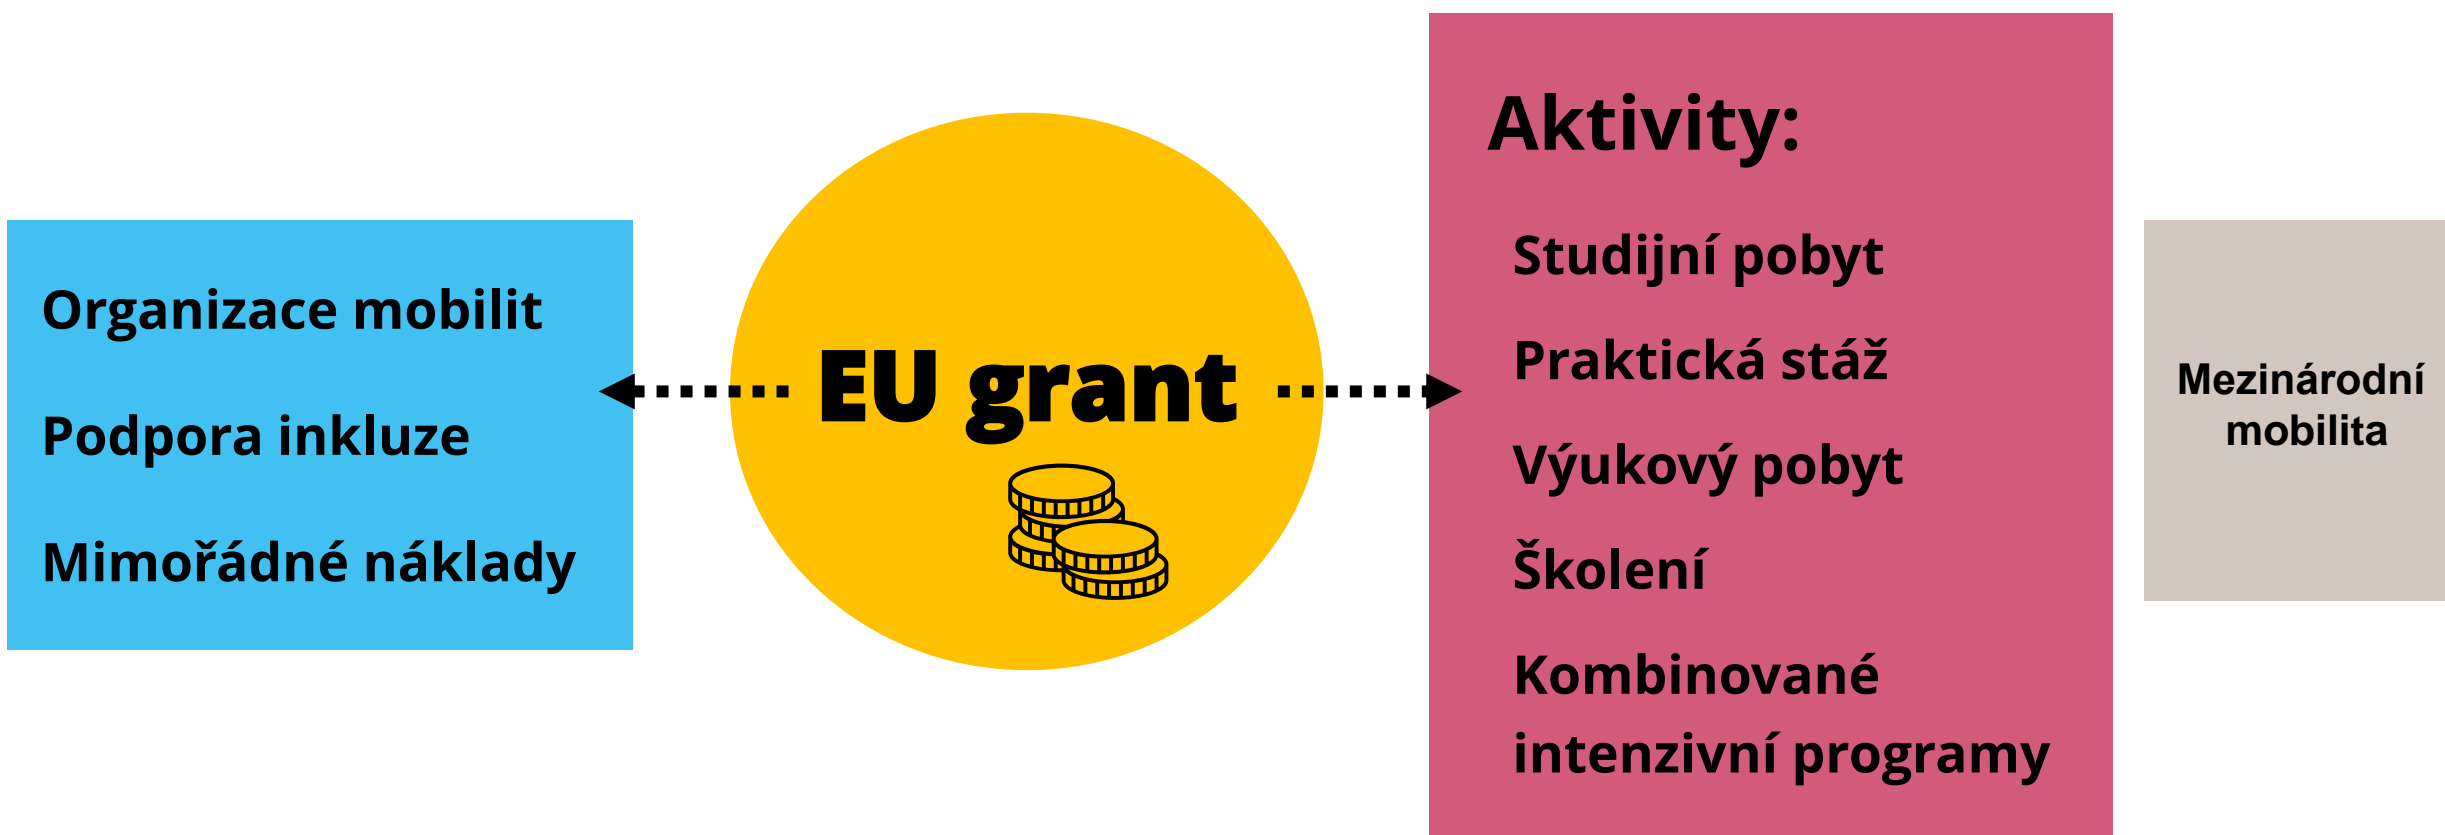 Organizace mobilit
Podpora inkluze
Mimořádné náklady
EU grant
Aktivity:
Studijní pobyt
Praktická stáž
Výukový pobyt
Školení
Kombinované
intenzivní programy
Mezinárodní
mobilita